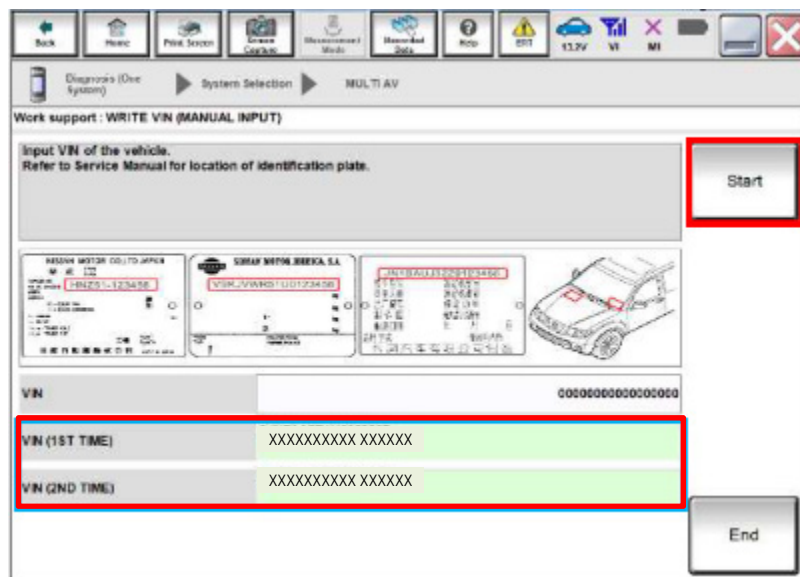 Back Home Print Screen Screen Capture Measurement Mode Recorded Data Help ERT 13.2V VI MI
Diagnosis (One System) System Selection MULTI AV
Work support : WRITE VIN (MANUAL INPUT)
Input VIN of the vehicle.
Refer to Service Manual for location of identification plate.
Start
NISSAN MOTOR CO., LTD JAPAN
HNZS1-123456
NISSAN MOTOR IBERICA, S.A.
VSKJVWR51U0123456
VIN 00000000000000000
VIN (1ST TIME) XXXXXXXXXX XXXXXX
VIN (2ND TIME) XXXXXXXXXX XXXXXX
End